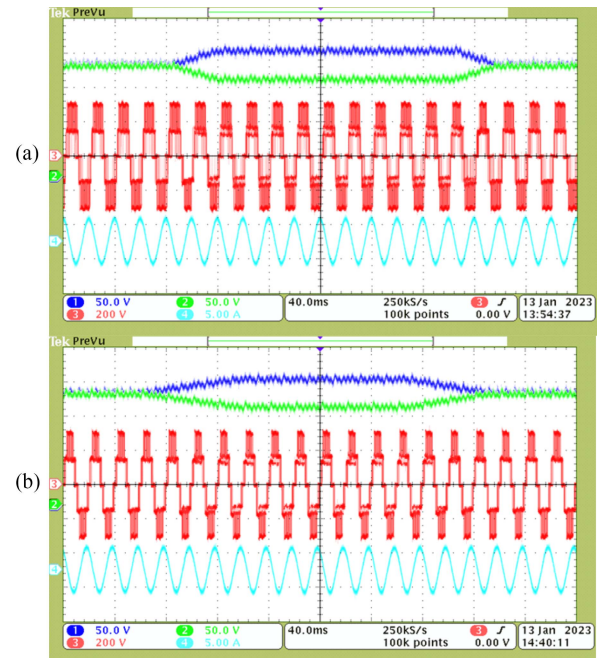 Tek PreVu
(a)
3
2
4
1 50.0 V 2 50.0 V 40.0ms 250kS/s 3 13 Jan 2023
3 200 V 4 5.00 A 100k points 0.00 V 13:54:37
Tek PreVu
(b)
3
2
4
1 50.0 V 2 50.0 V 40.0ms 250kS/s 3 13 Jan 2023
3 200 V 4 5.00 A 100k points 0.00 V 14:40:11